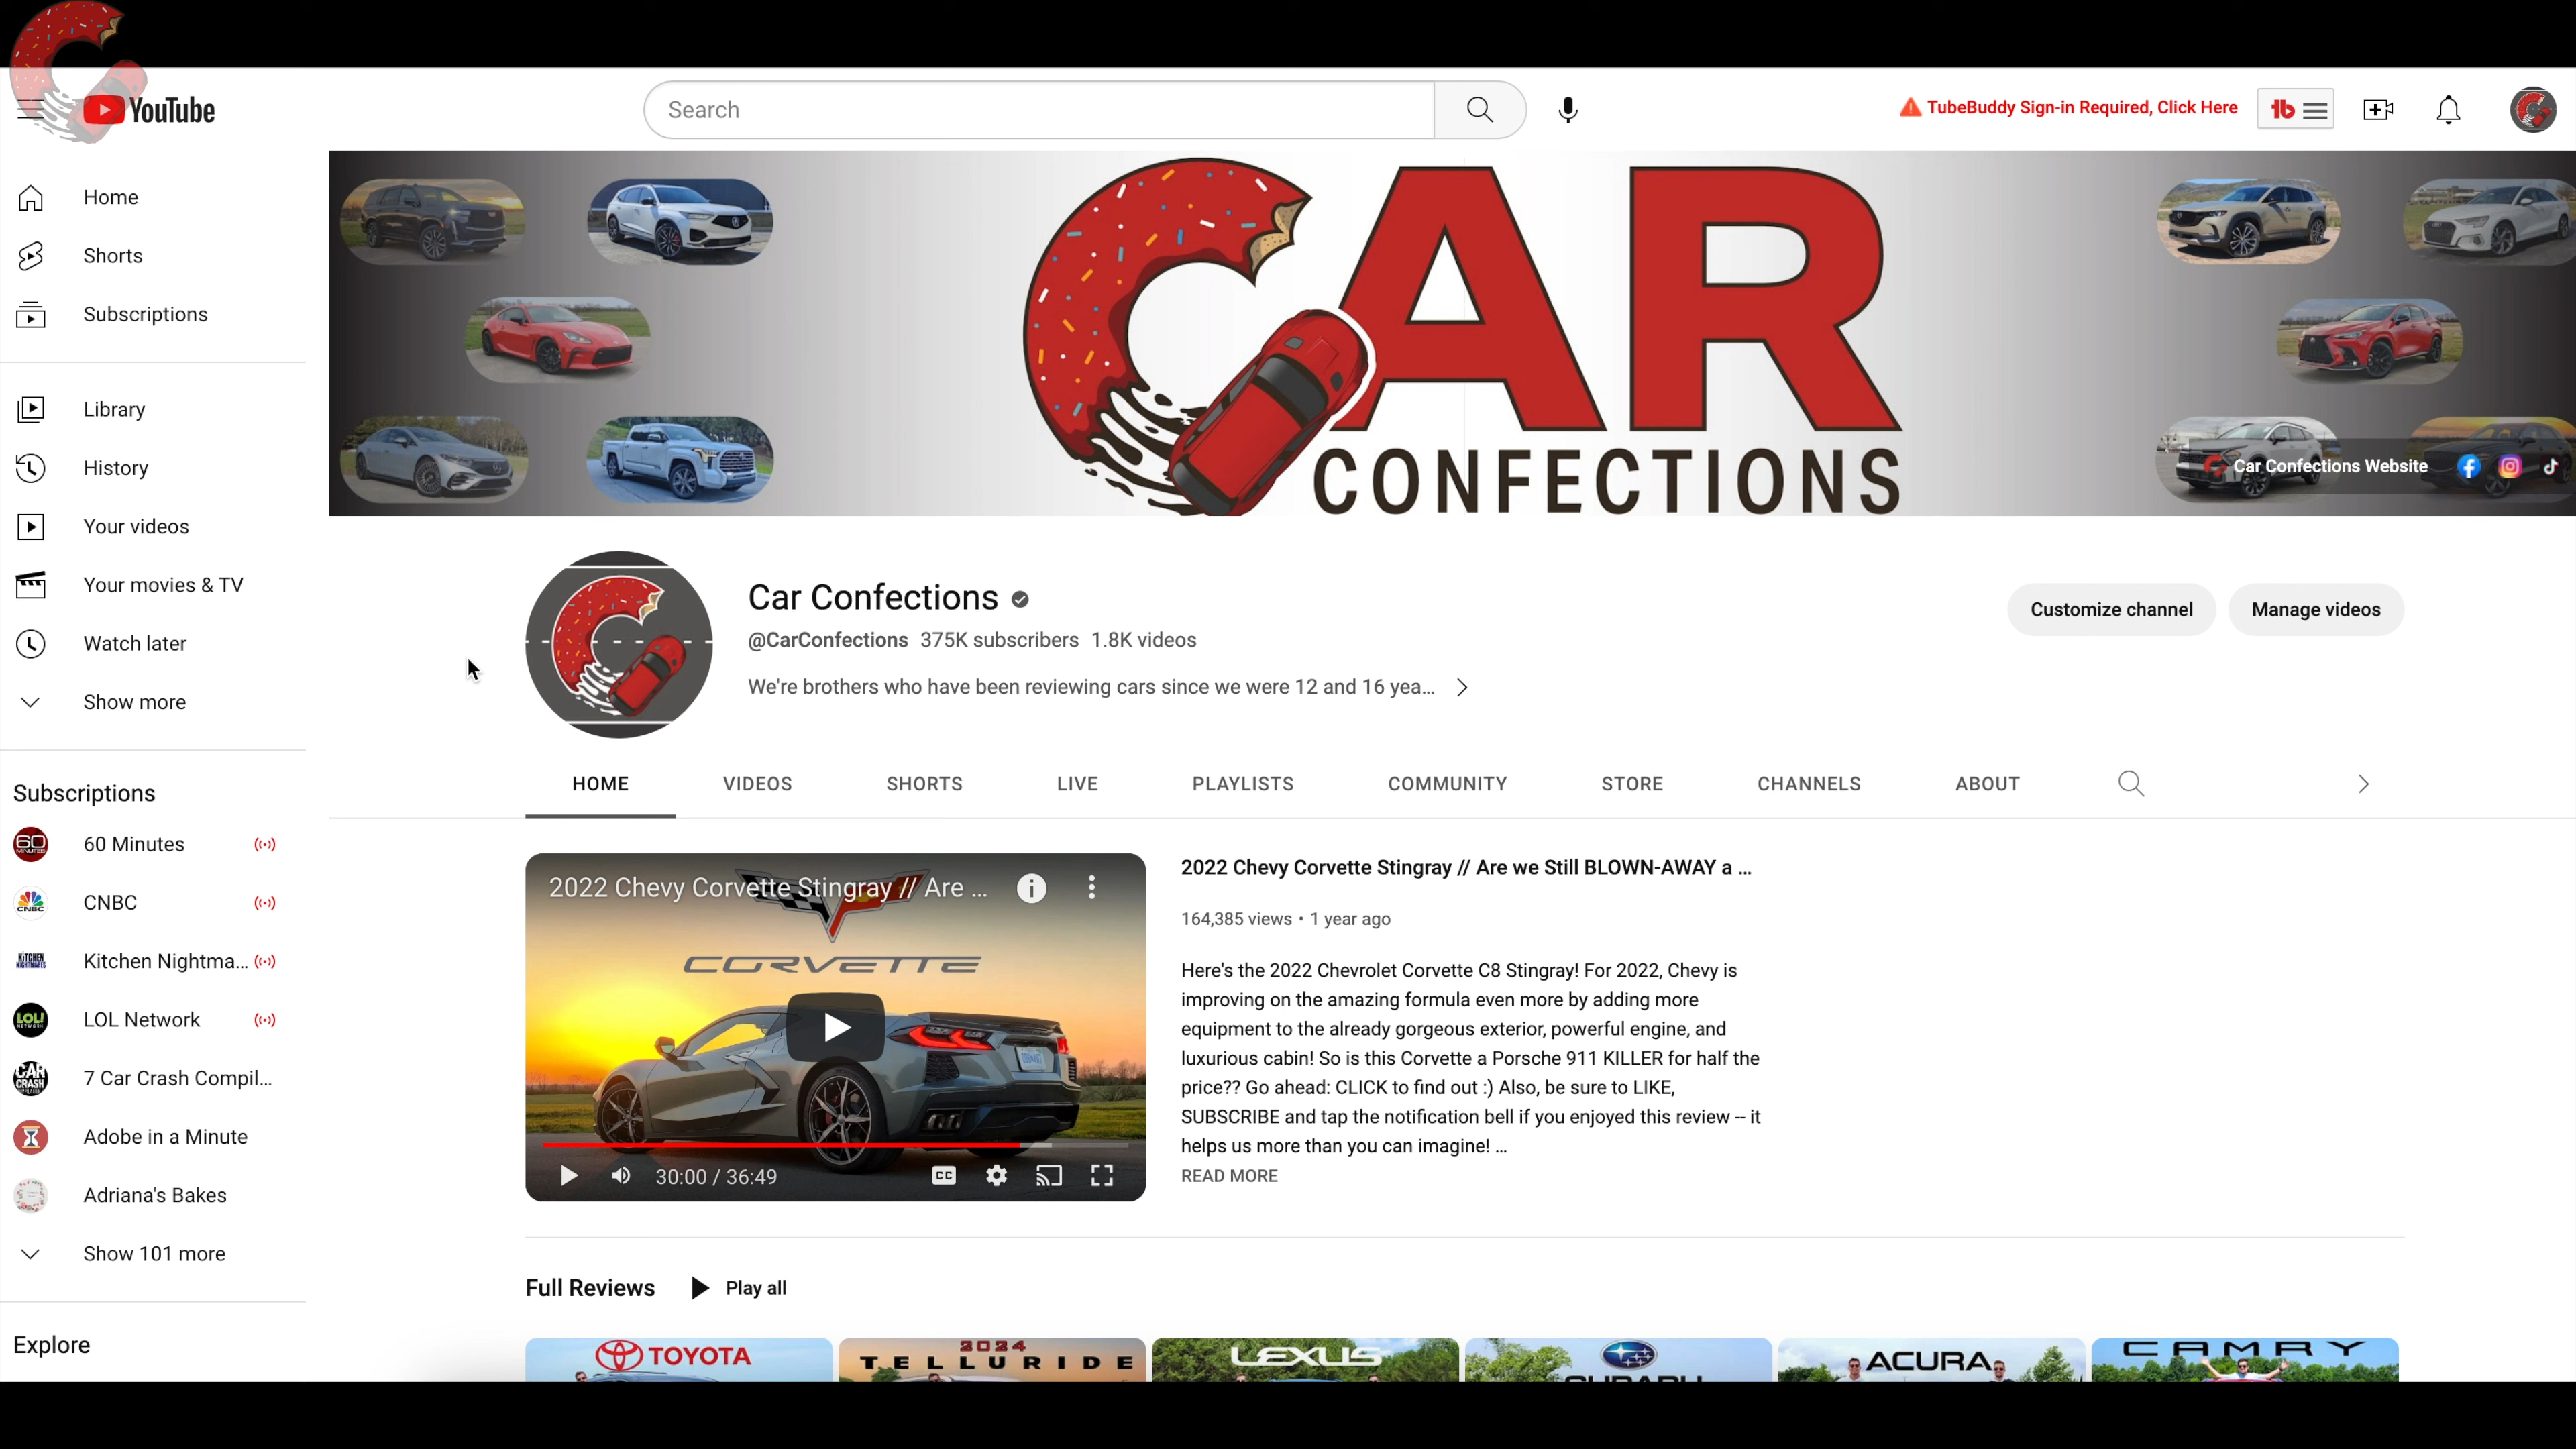 YouTube
Search
TubeBuddy Sign-in Required, Click Here
tb
Home
Shorts
Subscriptions
Library
History
Your videos
Your movies & TV
Watch later
Show more
Subscriptions
60 Minutes
CNBC
Kitchen Nightma...
LOL Network
7 Car Crash Compil...
Adobe in a Minute
Adriana's Bakes
Show 101 more
Explore
CAR
CONFECTIONS
Car Confections Website
Car Confections
@CarConfections 375K subscribers 1.8K videos
We're brothers who have been reviewing cars since we were 12 and 16 yea...
Customize channel
Manage videos
HOME VIDEOS SHORTS LIVE PLAYLISTS COMMUNITY STORE CHANNELS ABOUT
2022 Chevy Corvette Stingray // Are ...
CORVETTE
30:00 / 36:49
CC
2022 Chevy Corvette Stingray // Are we Still BLOWN-AWAY a ...
164,385 views • 1 year ago
Here's the 2022 Chevrolet Corvette C8 Stingray! For 2022, Chevy is
improving on the amazing formula even more by adding more
equipment to the already gorgeous exterior, powerful engine, and
luxurious cabin! So is this Corvette a Porsche 911 KILLER for half the
price?? Go ahead: CLICK to find out :) Also, be sure to LIKE,
SUBSCRIBE and tap the notification bell if you enjoyed this review -- it
helps us more than you can imagine! ...
READ MORE
Full Reviews
Play all
TOYOTA
2024
TELLURIDE
LEXUS
SUBARU
ACURA
CAMRY